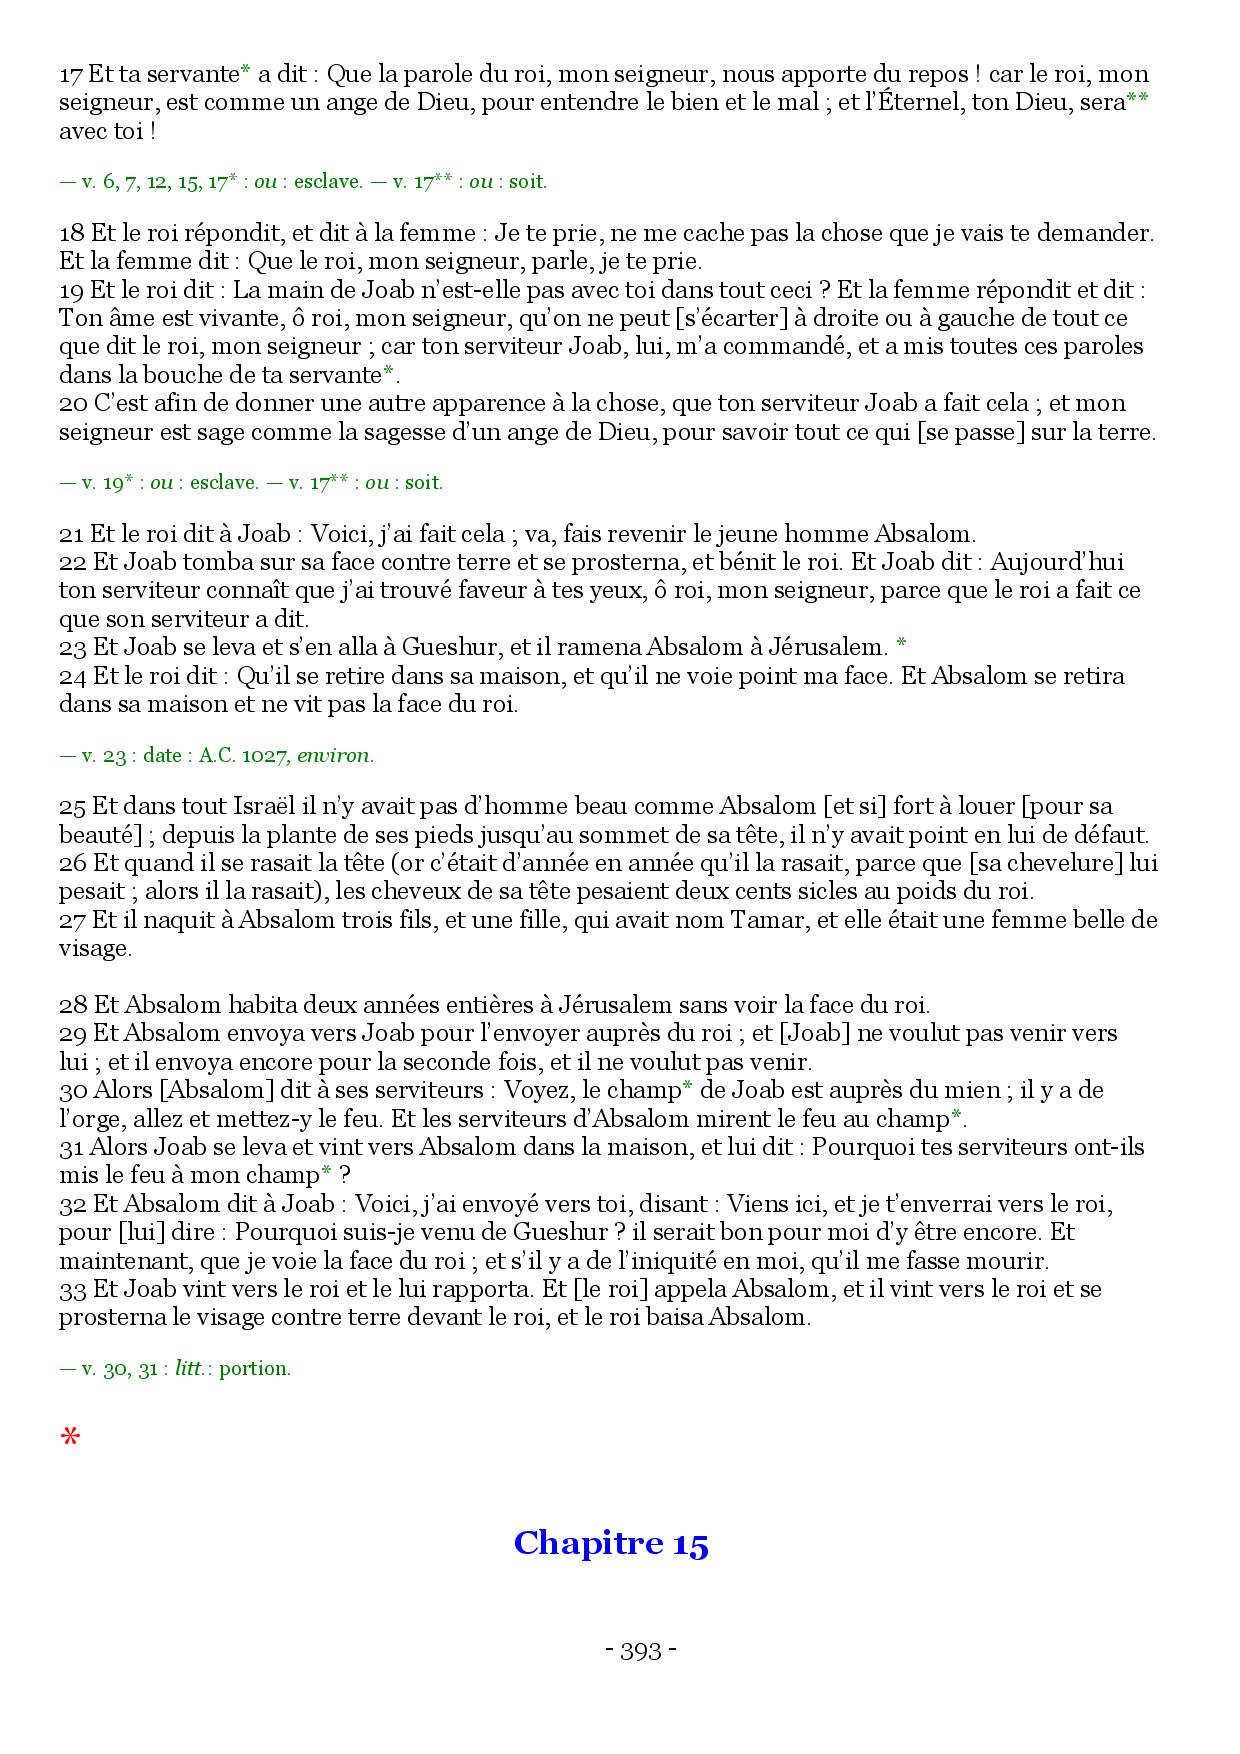 17 Et ta servante* a dit : Que la parole du roi, mon seigneur, nous apporte du repos ! car le roi, mon
seigneur, est comme un ange de Dieu, pour entendre le bien et le mal ; et l’Éternel, ton Dieu, sera**
avec toi !
— v. 6, 7, 12, 15, 17* : ou : esclave. — v. 17** : ou : soit.
18 Et le roi répondit, et dit à la femme : Je te prie, ne me cache pas la chose que je vais te demander.
Et la femme dit : Que le roi, mon seigneur, parle, je te prie.
19 Et le roi dit : La main de Joab n’est-elle pas avec toi dans tout ceci ? Et la femme répondit et dit :
Ton âme est vivante, ô roi, mon seigneur, qu’on ne peut [s’écarter] à droite ou à gauche de tout ce
que dit le roi, mon seigneur ; car ton serviteur Joab, lui, m’a commandé, et a mis toutes ces paroles
dans la bouche de ta servante*.
20 C’est afin de donner une autre apparence à la chose, que ton serviteur Joab a fait cela ; et mon
seigneur est sage comme la sagesse d’un ange de Dieu, pour savoir tout ce qui [se passe] sur la terre.
— v. 19* : ou : esclave. — v. 17** : ou : soit.
21 Et le roi dit à Joab : Voici, j’ai fait cela ; va, fais revenir le jeune homme Absalom.
22 Et Joab tomba sur sa face contre terre et se prosterna, et bénit le roi. Et Joab dit : Aujourd’hui
ton serviteur connaît que j’ai trouvé faveur à tes yeux, ô roi, mon seigneur, parce que le roi a fait ce
que son serviteur a dit.
23 Et Joab se leva et s’en alla à Gueshur, et il ramena Absalom à Jérusalem. *
24 Et le roi dit : Qu’il se retire dans sa maison, et qu’il ne voie point ma face. Et Absalom se retira
dans sa maison et ne vit pas la face du roi.
— v. 23 : date : A.C. 1027, environ.
25 Et dans tout Israël il n’y avait pas d’homme beau comme Absalom [et si] fort à louer [pour sa
beauté] ; depuis la plante de ses pieds jusqu’au sommet de sa tête, il n’y avait point en lui de défaut.
26 Et quand il se rasait la tête (or c’était d’année en année qu’il la rasait, parce que [sa chevelure] lui
pesait ; alors il la rasait), les cheveux de sa tête pesaient deux cents sicles au poids du roi.
27 Et il naquit à Absalom trois fils, et une fille, qui avait nom Tamar, et elle était une femme belle de
visage.
28 Et Absalom habita deux années entières à Jérusalem sans voir la face du roi.
29 Et Absalom envoya vers Joab pour l’envoyer auprès du roi ; et [Joab] ne voulut pas venir vers
lui ; et il envoya encore pour la seconde fois, et il ne voulut pas venir.
30 Alors [Absalom] dit à ses serviteurs : Voyez, le champ* de Joab est auprès du mien ; il y a de
l’orge, allez et mettez-y le feu. Et les serviteurs d’Absalom mirent le feu au champ*.
31 Alors Joab se leva et vint vers Absalom dans la maison, et lui dit : Pourquoi tes serviteurs ont-ils
mis le feu à mon champ* ?
32 Et Absalom dit à Joab : Voici, j’ai envoyé vers toi, disant : Viens ici, et je t’enverrai vers le roi,
pour [lui] dire : Pourquoi suis-je venu de Gueshur ? il serait bon pour moi d’y être encore. Et
maintenant, que je voie la face du roi ; et s’il y a de l’iniquité en moi, qu’il me fasse mourir.
33 Et Joab vint vers le roi et le lui rapporta. Et [le roi] appela Absalom, et il vint vers le roi et se
prosterna le visage contre terre devant le roi, et le roi baisa Absalom.
— v. 30, 31 : litt.: portion.
*
Chapitre 15
- 393 -